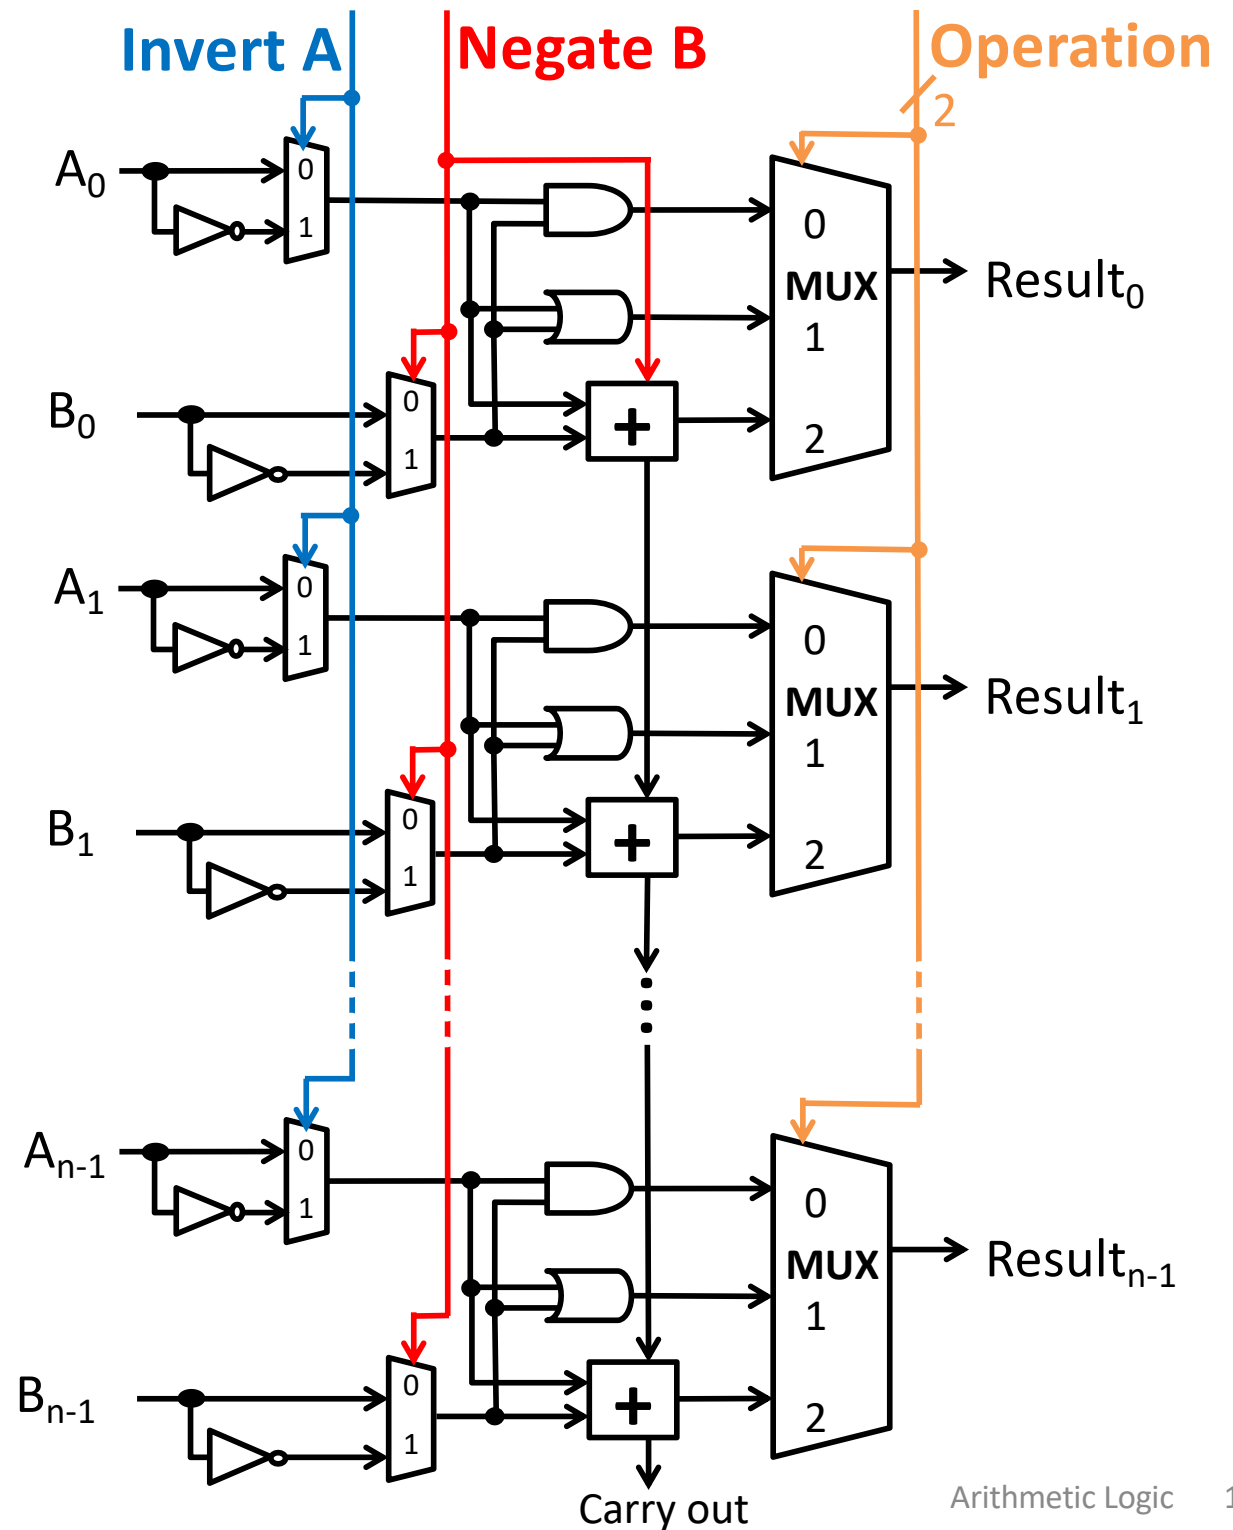 Invert A Negate B Operation
2
A0
0
1
0
MUX
1
2
Result0
B0
0
1
+
A1
0
1
0
MUX
1
2
Result1
B1
0
1
+
An-1
0
1
0
MUX
1
2
Resultn-1
Bn-1
0
1
+
Carry out
Arithmetic Logic 1